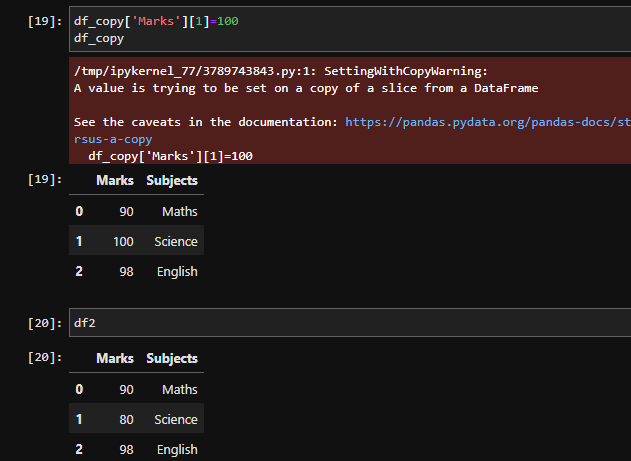 [19]: df_copy['Marks'][1]=100
df_copy
/tmp/ipykernel_77/3789743843.py:1: SettingWithCopyWarning:
A value is trying to be set on a copy of a slice from a DataFrame
See the caveats in the documentation: https://pandas.pydata.org/pandas-docs/st
rsus-a-copy
df_copy['Marks'][1]=100
[19]: Marks Subjects
0 90 Maths
1 100 Science
2 98 English
[20]: df2
[20]: Marks Subjects
0 90 Maths
1 80 Science
2 98 English